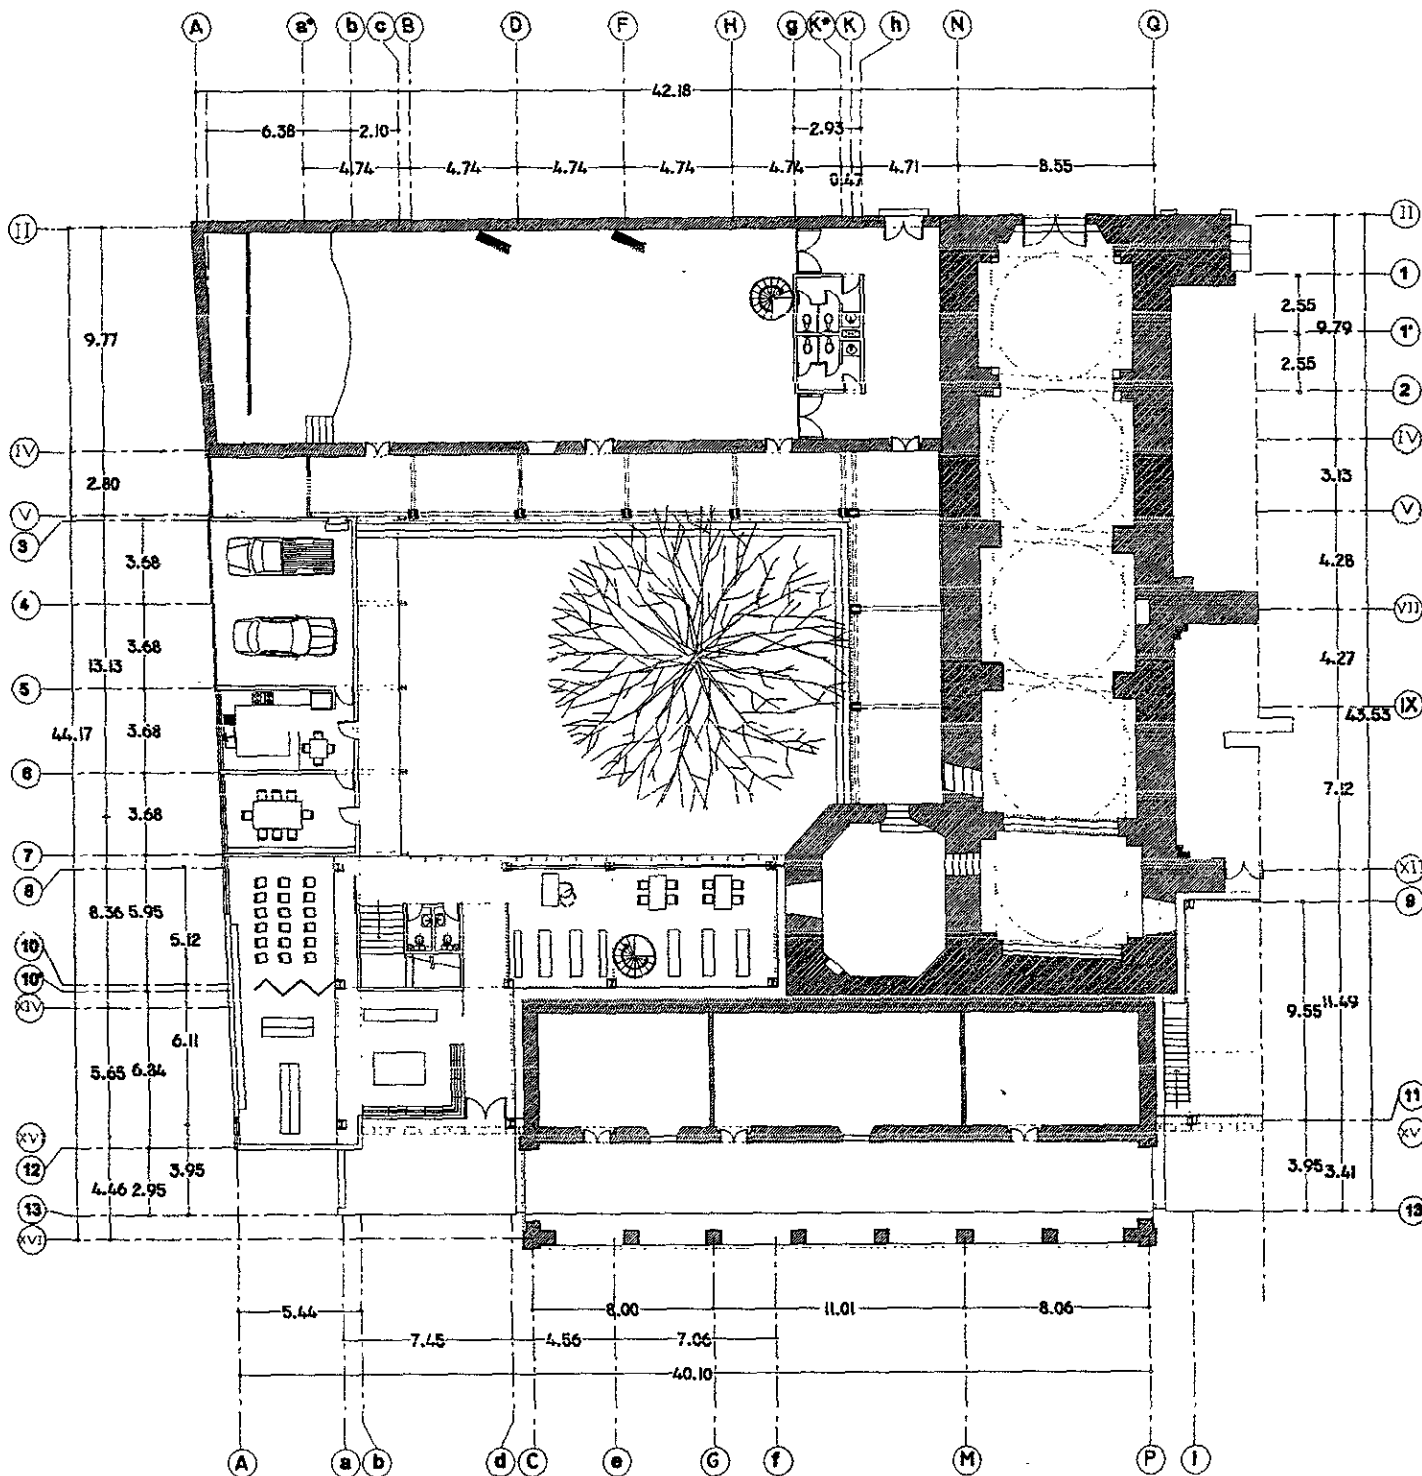 A a* b c B D F H g K* K h N Q
42.18
6.38 2.10 2.93
4.74 4.74 4.74 4.74 4.74 0.47 4.71 8.55
II II
1
2.55
9.77 9.79 1*
2.55
2
IV IV
2.80 3.13
V V
3
3.68 4.28
4 VII
3.68 4.27
13.13
5
IX
44.17 3.68 43.53
6
7.12
3.68
7
8 XI
8.36 5.95 9
5.12
10
10*
XIV 9.55 11.49
6.11
5.65 6.34
11
XVI XV
12
3.95 3.95 3.41
4.46 2.95
13 13
XVI
5.44 8.00 11.01 8.06
7.45 4.56 7.06
40.10
A a b d C e G f M P I